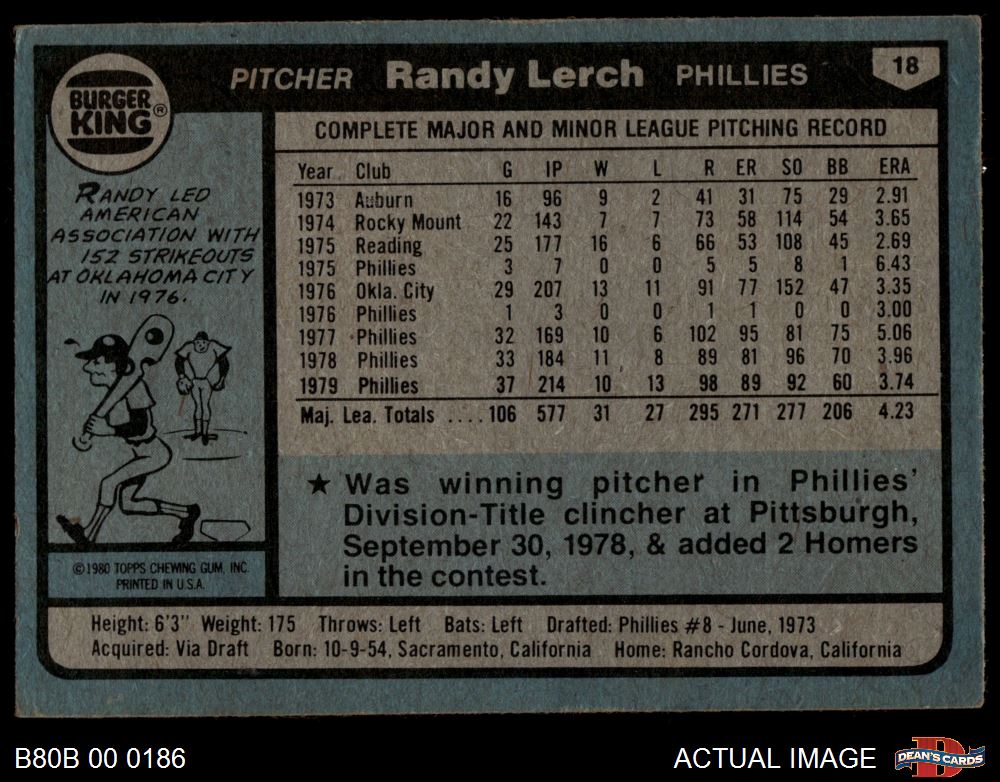 BURGER KING®
PITCHER Randy Lerch PHILLIES 18
RANDY LED
AMERICAN
ASSOCIATION WITH
152 STRIKEOUTS
AT OKLAHOMA CITY
IN 1976.
COMPLETE MAJOR AND MINOR LEAGUE PITCHING RECORD
Year Club G IP W L R ER SO BB ERA
1973 Auburn 16 96 9 2 41 31 75 29 2.91
1974 Rocky Mount 22 143 7 7 73 58 114 54 3.65
1975 Reading 25 177 16 6 66 53 108 45 2.69
1975 Phillies 3 7 0 0 5 5 8 1 6.43
1976 Okla. City 29 207 13 11 91 77 152 47 3.35
1976 Phillies 1 3 0 0 1 1 0 0 3.00
1977 Phillies 32 169 10 6 102 95 81 75 5.06
1978 Phillies 33 184 11 8 89 81 96 70 3.96
1979 Phillies 37 214 10 13 98 89 92 60 3.74
Maj. Lea. Totals .... 106 577 31 27 295 271 277 206 4.23
★ Was winning pitcher in Phillies'
Division-Title clincher at Pittsburgh,
September 30, 1978, & added 2 Homers
in the contest.
©1980 TOPPS CHEWING GUM, INC.
PRINTED IN U.S.A.
Height: 6'3" Weight: 175 Throws: Left Bats: Left Drafted: Phillies #8 - June, 1973
Acquired: Via Draft Born: 10-9-54, Sacramento, California Home: Rancho Cordova, California
B80B 00 0186 ACTUAL IMAGE DEAN'S CARDS